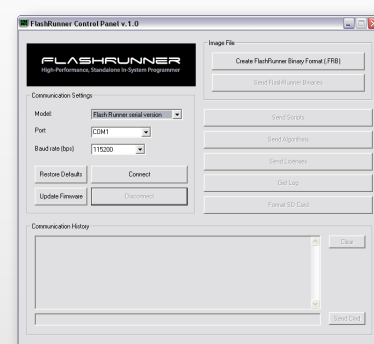 FlashRunner Control Panel v.1.0
FLASHRUNNER
High-Performance, Standalone In-System Programmer
Image File
Create FlashRunner Binary Format (.FRB)
Send FlashRunner Binaries
Communication Settings
Model:
Flash Runner serial version
Port
COM1
Baud rate (bps)
115200
Restore Defaults
Connect
Update Firmware
Disconnect
Send Scripts
Send Algorithms
Send Licenses
Get Log
Format SD Card
Communication History
Clear
Send Cmd